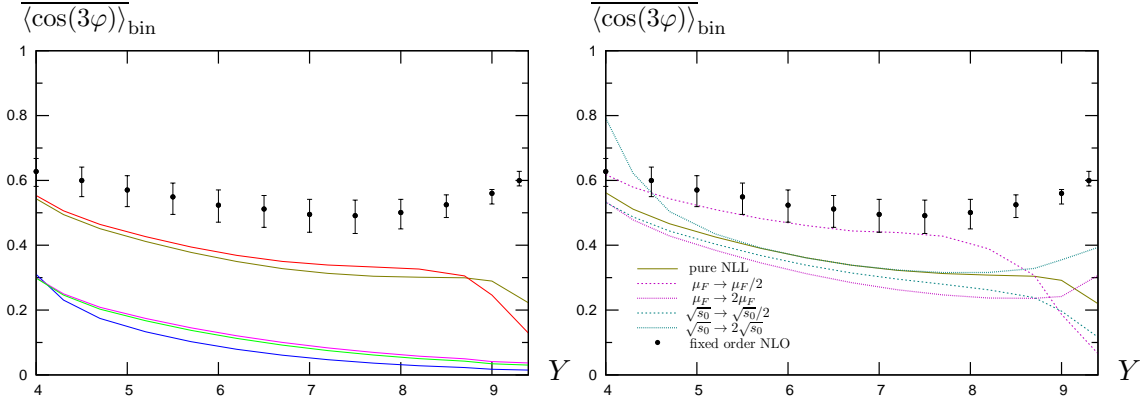 ⟨cos(3φ)⟩bin
1
0.8
0.6
0.4
0.2
0
4 5 6 7 8 9
Y
⟨cos(3φ)⟩bin
1
0.8
0.6
0.4
0.2
0
pure NLL
μF → μF/2
μF → 2μF
√s0 → √s0/2
√s0 → 2√s0
fixed order NLO
4 5 6 7 8 9
Y